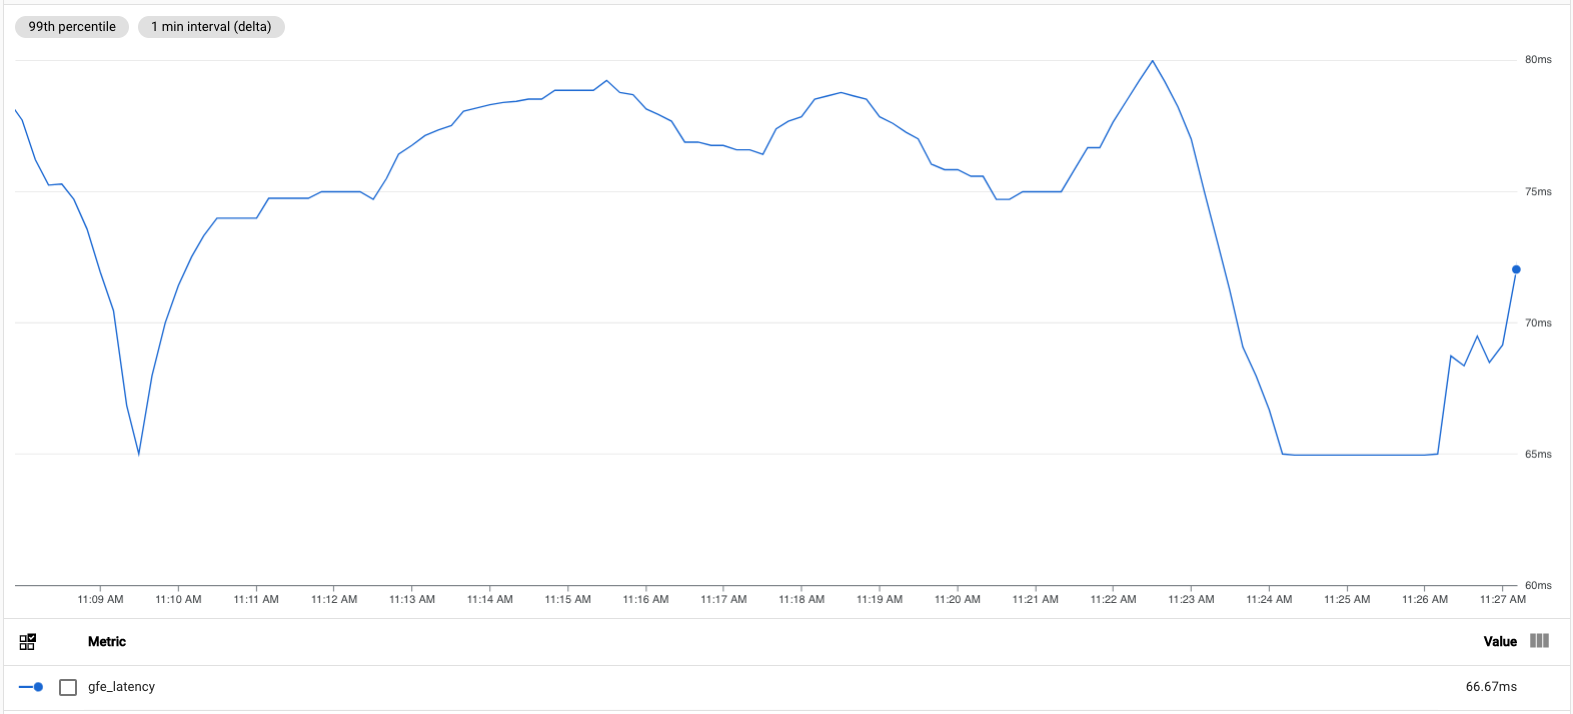 99th percentile 1 min interval (delta)
80ms
75ms
70ms
65ms
60ms
11:09 AM 11:10 AM 11:11 AM 11:12 AM 11:13 AM 11:14 AM 11:15 AM 11:16 AM 11:17 AM 11:18 AM 11:19 AM 11:20 AM 11:21 AM 11:22 AM 11:23 AM 11:24 AM 11:25 AM 11:26 AM 11:27 AM
Metric Value
gfe_latency 66.67ms